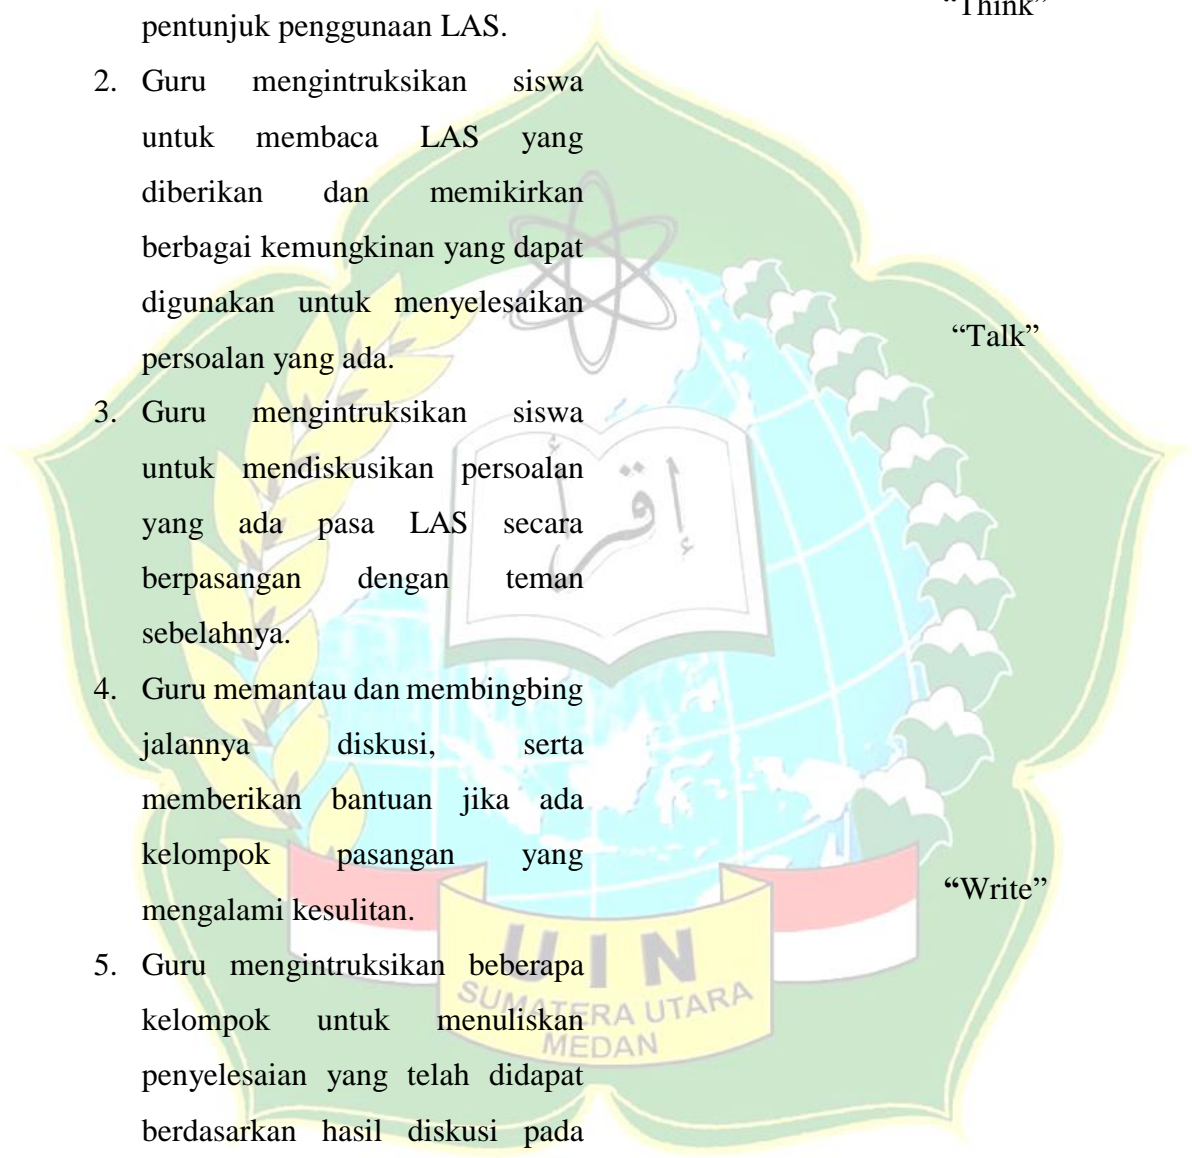 “Think”
pentunjuk penggunaan LAS.
2. Guru mengintruksikan siswa
untuk membaca LAS yang
diberikan dan memikirkan
berbagai kemungkinan yang dapat
digunakan untuk menyelesaikan
persoalan yang ada.
“Talk”
3. Guru mengintruksikan siswa
untuk mendiskusikan persoalan
yang ada pasa LAS secara
berpasangan dengan teman
sebelahnya.
4. Guru memantau dan membingbing
jalannya diskusi, serta
memberikan bantuan jika ada
kelompok pasangan yang
mengalami kesulitan.
“Write”
5. Guru mengintruksikan beberapa
kelompok untuk menuliskan
penyelesaian yang telah didapat
berdasarkan hasil diskusi pada
إقرأ
UIN
SUMATERA UTARA
MEDAN